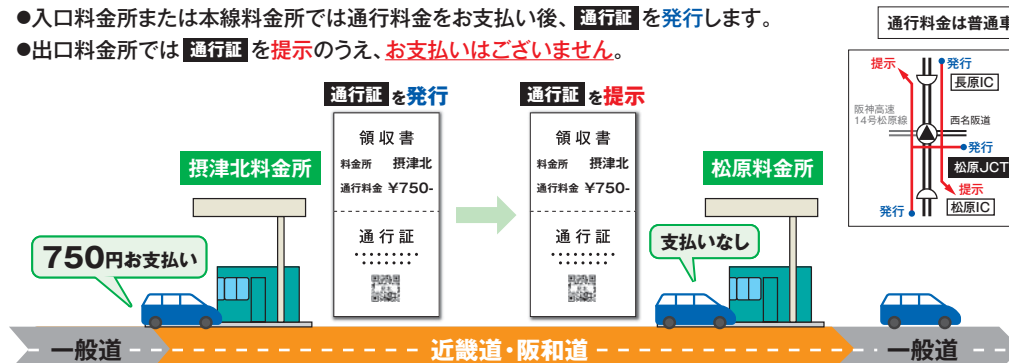 ●入口料金所または本線料金所では通行料金をお支払い後、通行証を発行します。
●出口料金所では通行証を提示のうえ、お支払いはございません。
通行証を発行
領収書
料金所 摂津北
通行料金 ¥750-
通行証
摂津北料金所
750円お支払い
通行証を提示
領収書
料金所 摂津北
通行料金 ¥750-
通行証
松原料金所
支払いなし
一般道
近畿道・阪和道
一般道
通行料金は普通車
提示
発行
長原IC
阪神高速
14号松原線
西名阪道
発行
松原JCT
提示
発行
松原IC